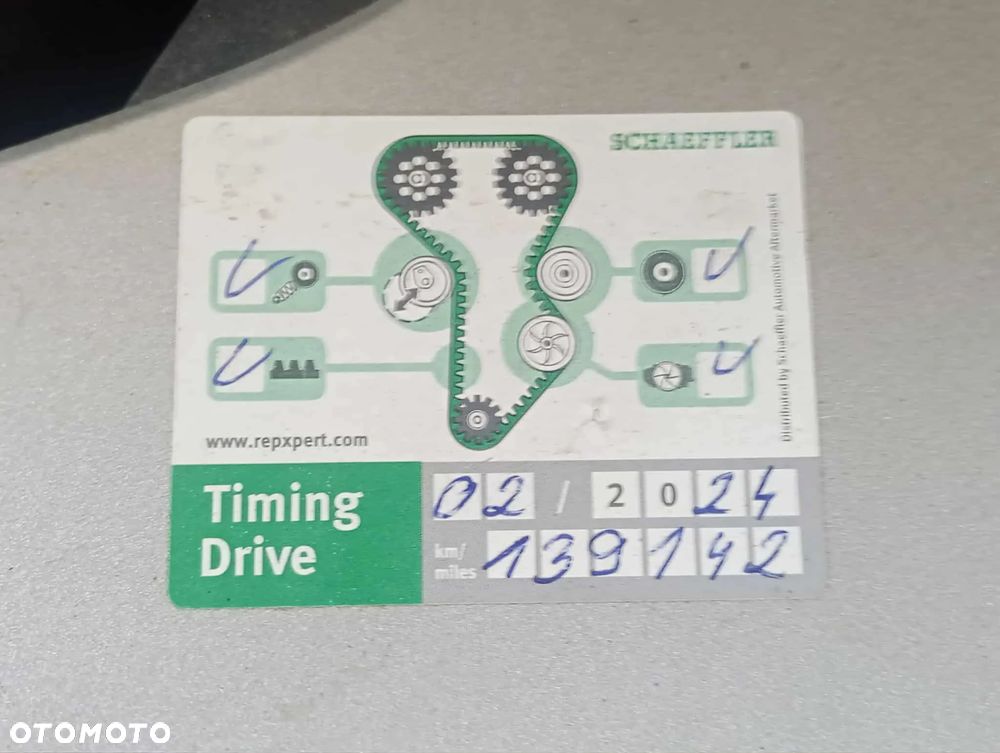 SCHAEFFLER
Distributed by Schaeffler Automotive Aftermarket
www.repxpert.com
Timing
Drive
02 / 2024
km/
miles
139142
OTOMOTO